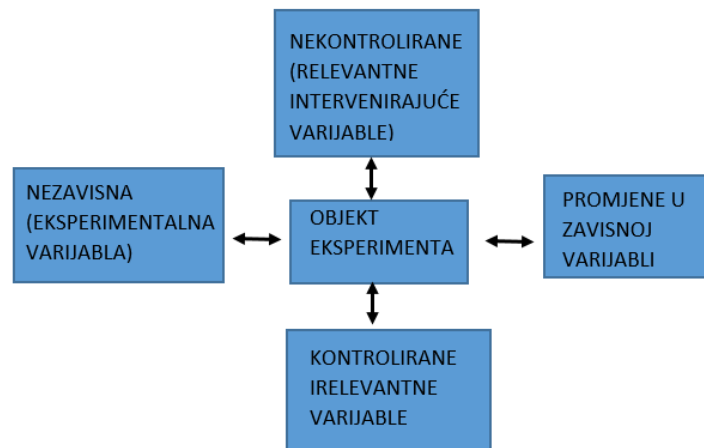 NEKONTROLIRANE
(RELEVANTNE
INTERVENIRAJUĆE
VARIJABLE)
NEZAVISNA
(EKSPERIMENTALNA
VARIJABLA)
OBJEKT
EKSPERIMENTA
PROMJENE U
ZAVISNOJ
VARIJABLI
KONTROLIRANE
IRELEVANTNE
VARIJABLE